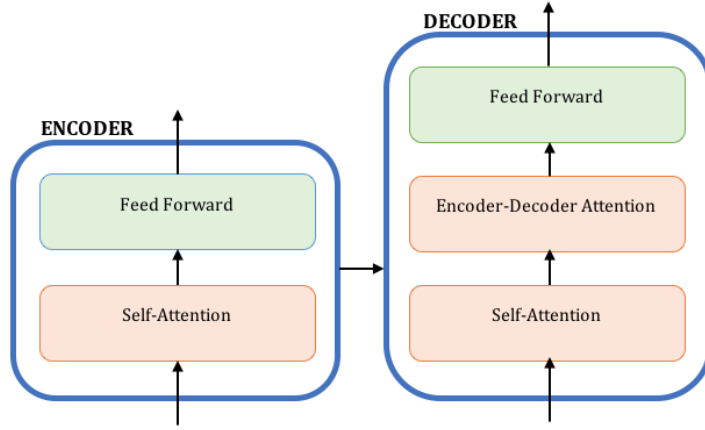 ENCODER
Feed Forward
Self-Attention
DECODER
Feed Forward
Encoder-Decoder Attention
Self-Attention